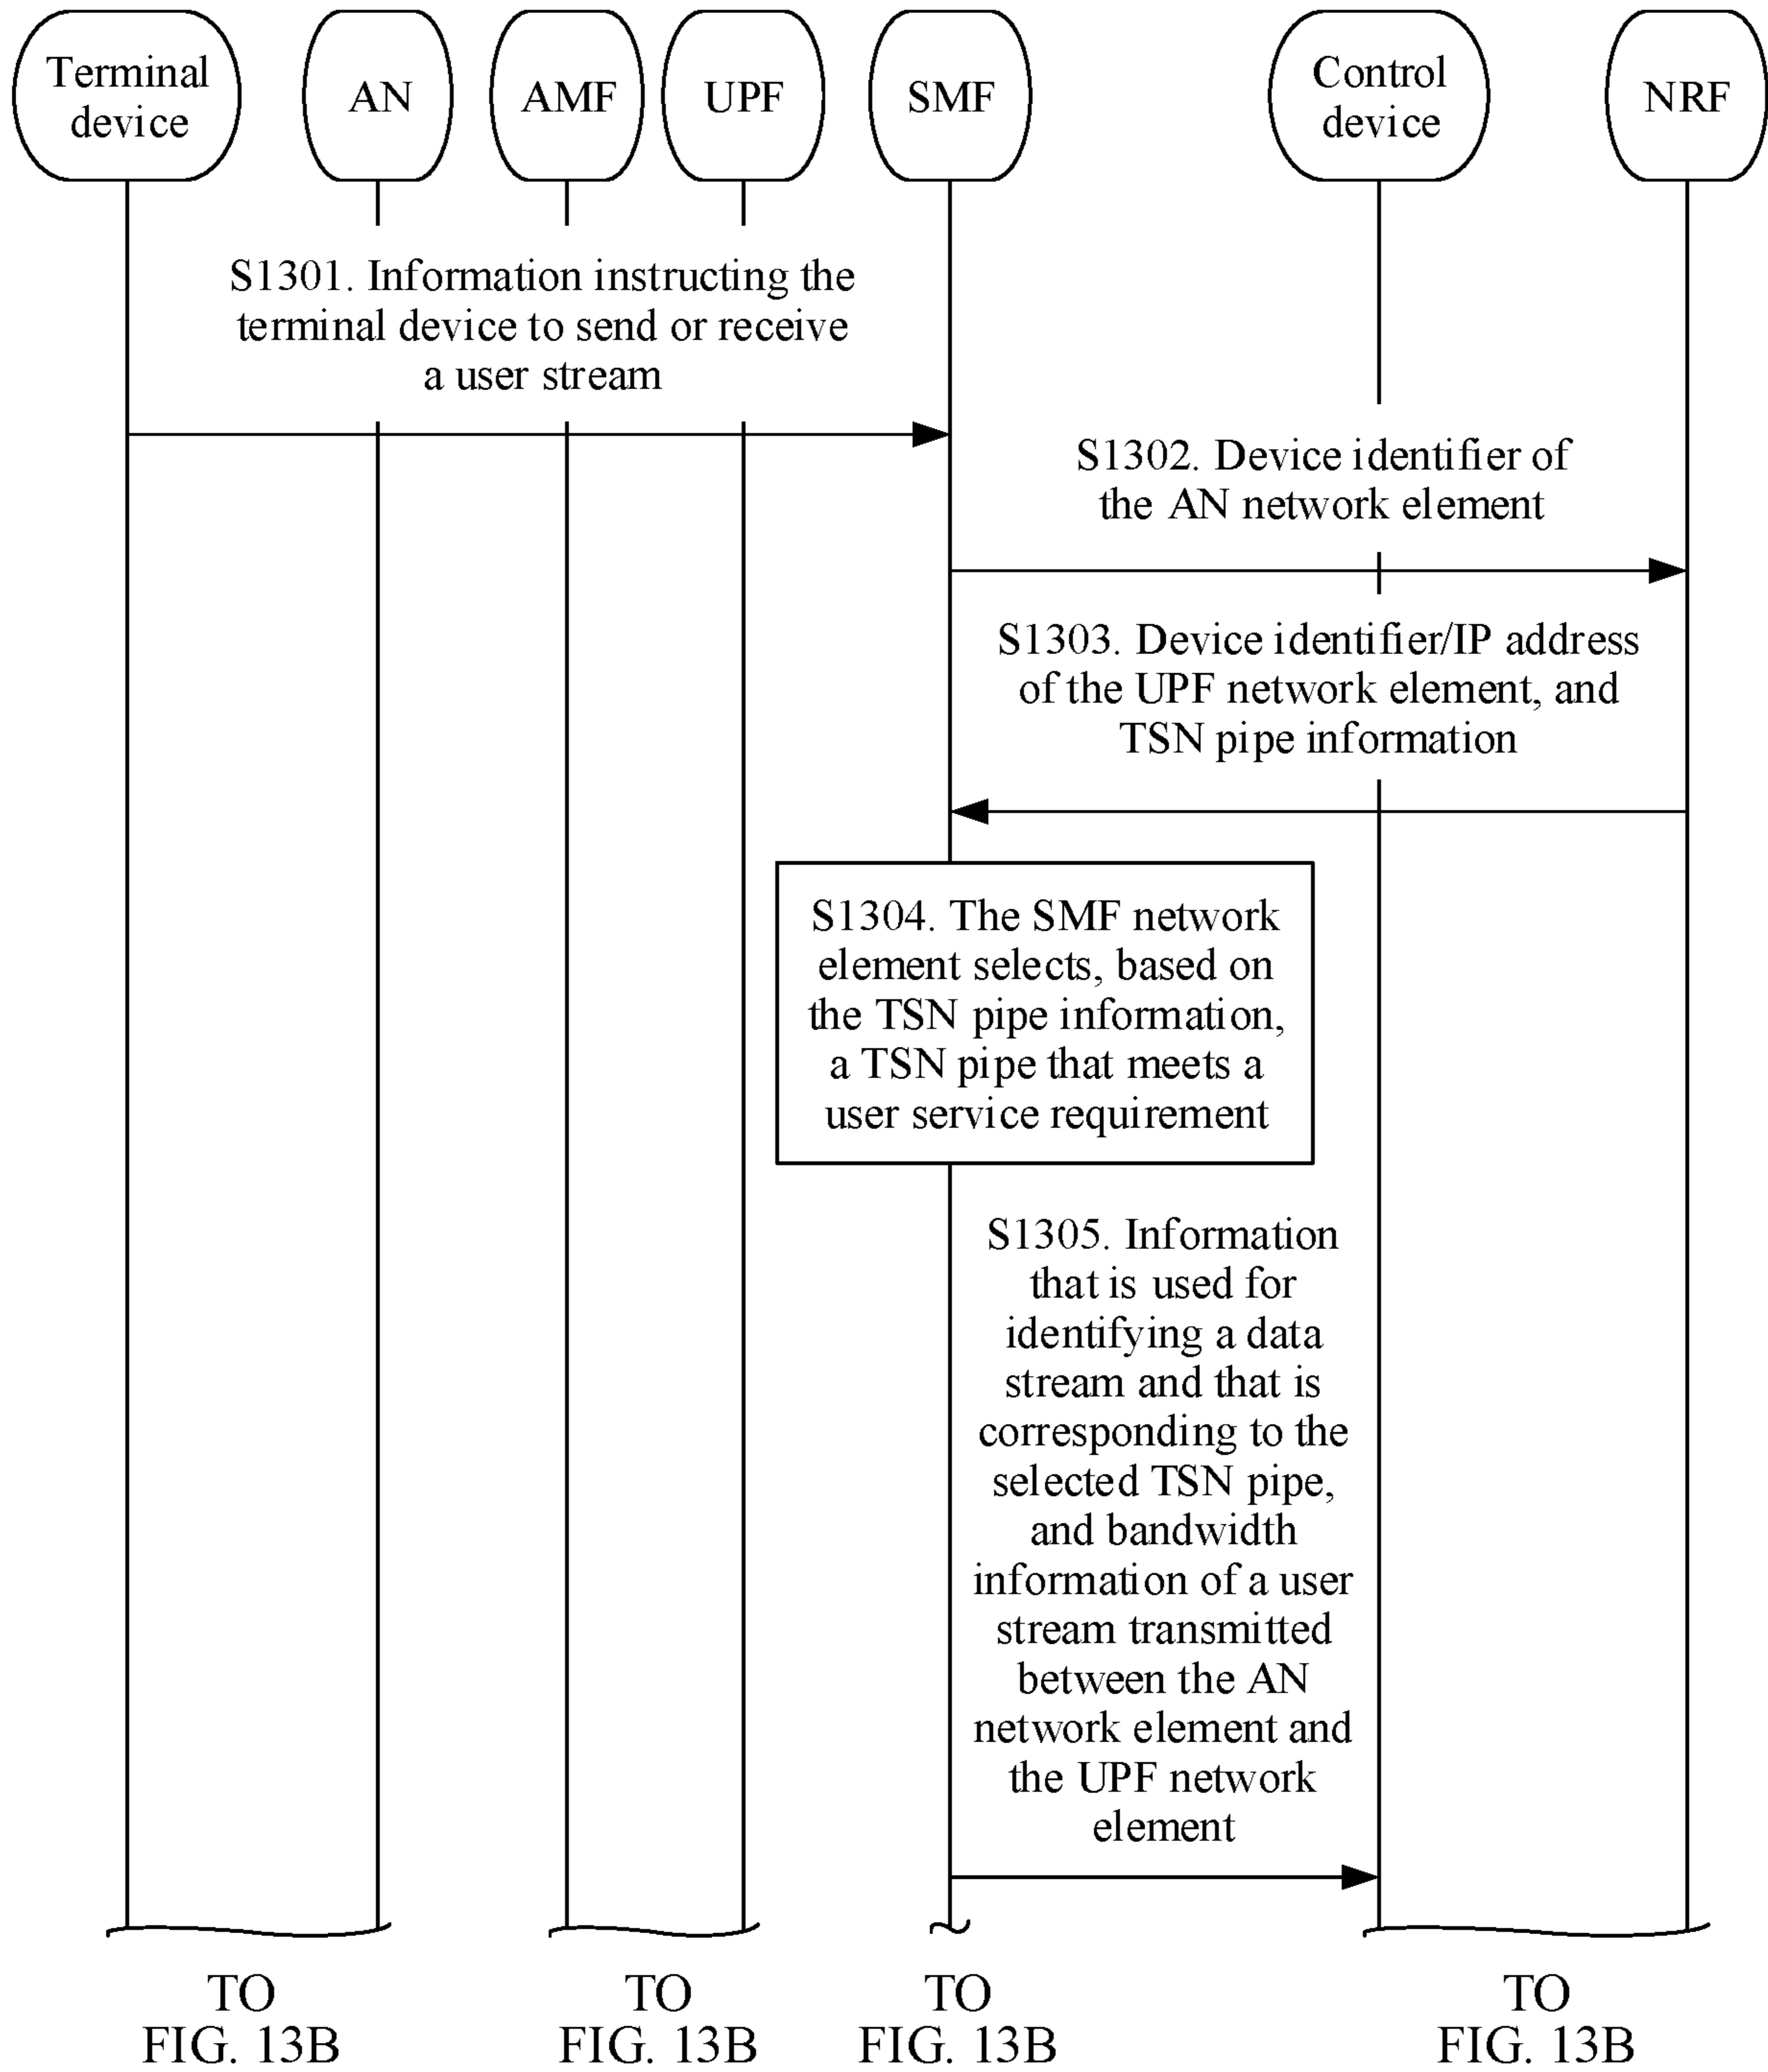 Terminal
device
AN
AMF
UPF
SMF
Control
device
NRF
S1301. Information instructing the
terminal device to send or receive
a user stream
S1302. Device identifier of
the AN network element
S1303. Device identifier/IP address
of the UPF network element, and
TSN pipe information
S1304. The SMF network
element selects, based on
the TSN pipe information,
a TSN pipe that meets a
user service requirement
S1305. Information
that is used for
identifying a data
stream and that is
corresponding to the
selected TSN pipe,
and bandwidth
information of a user
stream transmitted
between the AN
network element and
the UPF network
element
TO
FIG. 13B
TO
FIG. 13B
TO
FIG. 13B
TO
FIG. 13B